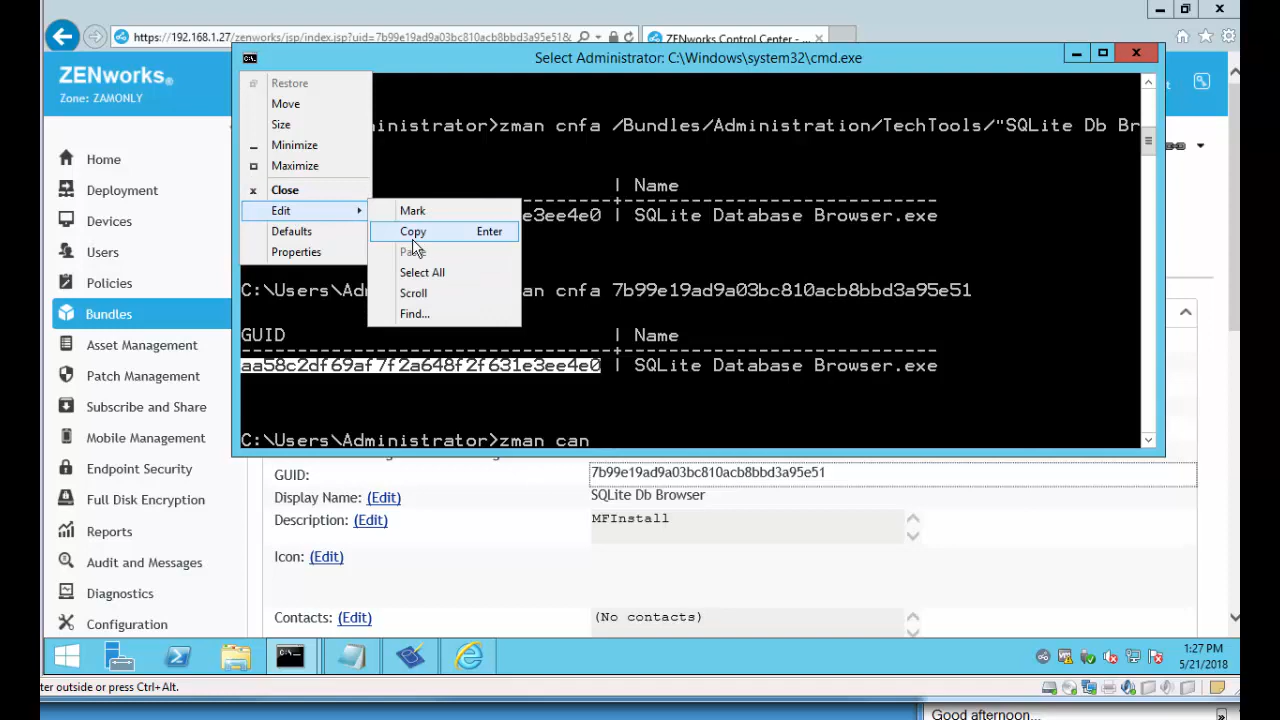 https://192.168.1.27/zenworks/jsp/index.jsp?uid=7b99e19ad9a03bc810acb8bbd3a95e51&
ZENworks Control Center
Select Administrator: C:\Windows\system32\cmd.exe
ZENworks®
Zone: ZAMONLY
Home
Deployment
Devices
Users
Policies
Bundles
Asset Management
Patch Management
Subscribe and Share
Mobile Management
Endpoint Security
Full Disk Encryption
Reports
Audit and Messages
Diagnostics
Configuration
Restore
Move
Size
Minimize
Maximize
x Close
Edit
Defaults
Properties
Mark
Copy Enter
Select All
Scroll
Find...
ministrator>zman cnfa /Bundles/Administration/TechTools/"SQLite Db Br
| Name
e3ee4e0 | SQLite Database Browser.exe
C:\Users\Ad an cnfa 7b99e19ad9a03bc810acb8bbd3a95e51
GUID | Name
aa58c2df69af7f2a648f2f631e3ee4e0 | SQLite Database Browser.exe
C:\Users\Administrator>zman can
GUID: 7b99e19ad9a03bc810acb8bbd3a95e51
Display Name: (Edit) SQLite Db Browser
Description: (Edit) MFInstall
Icon: (Edit)
Contacts: (Edit) (No contacts)
1:27 PM
5/21/2018
ter outside or press Ctrl+Alt.
Good afternoon...